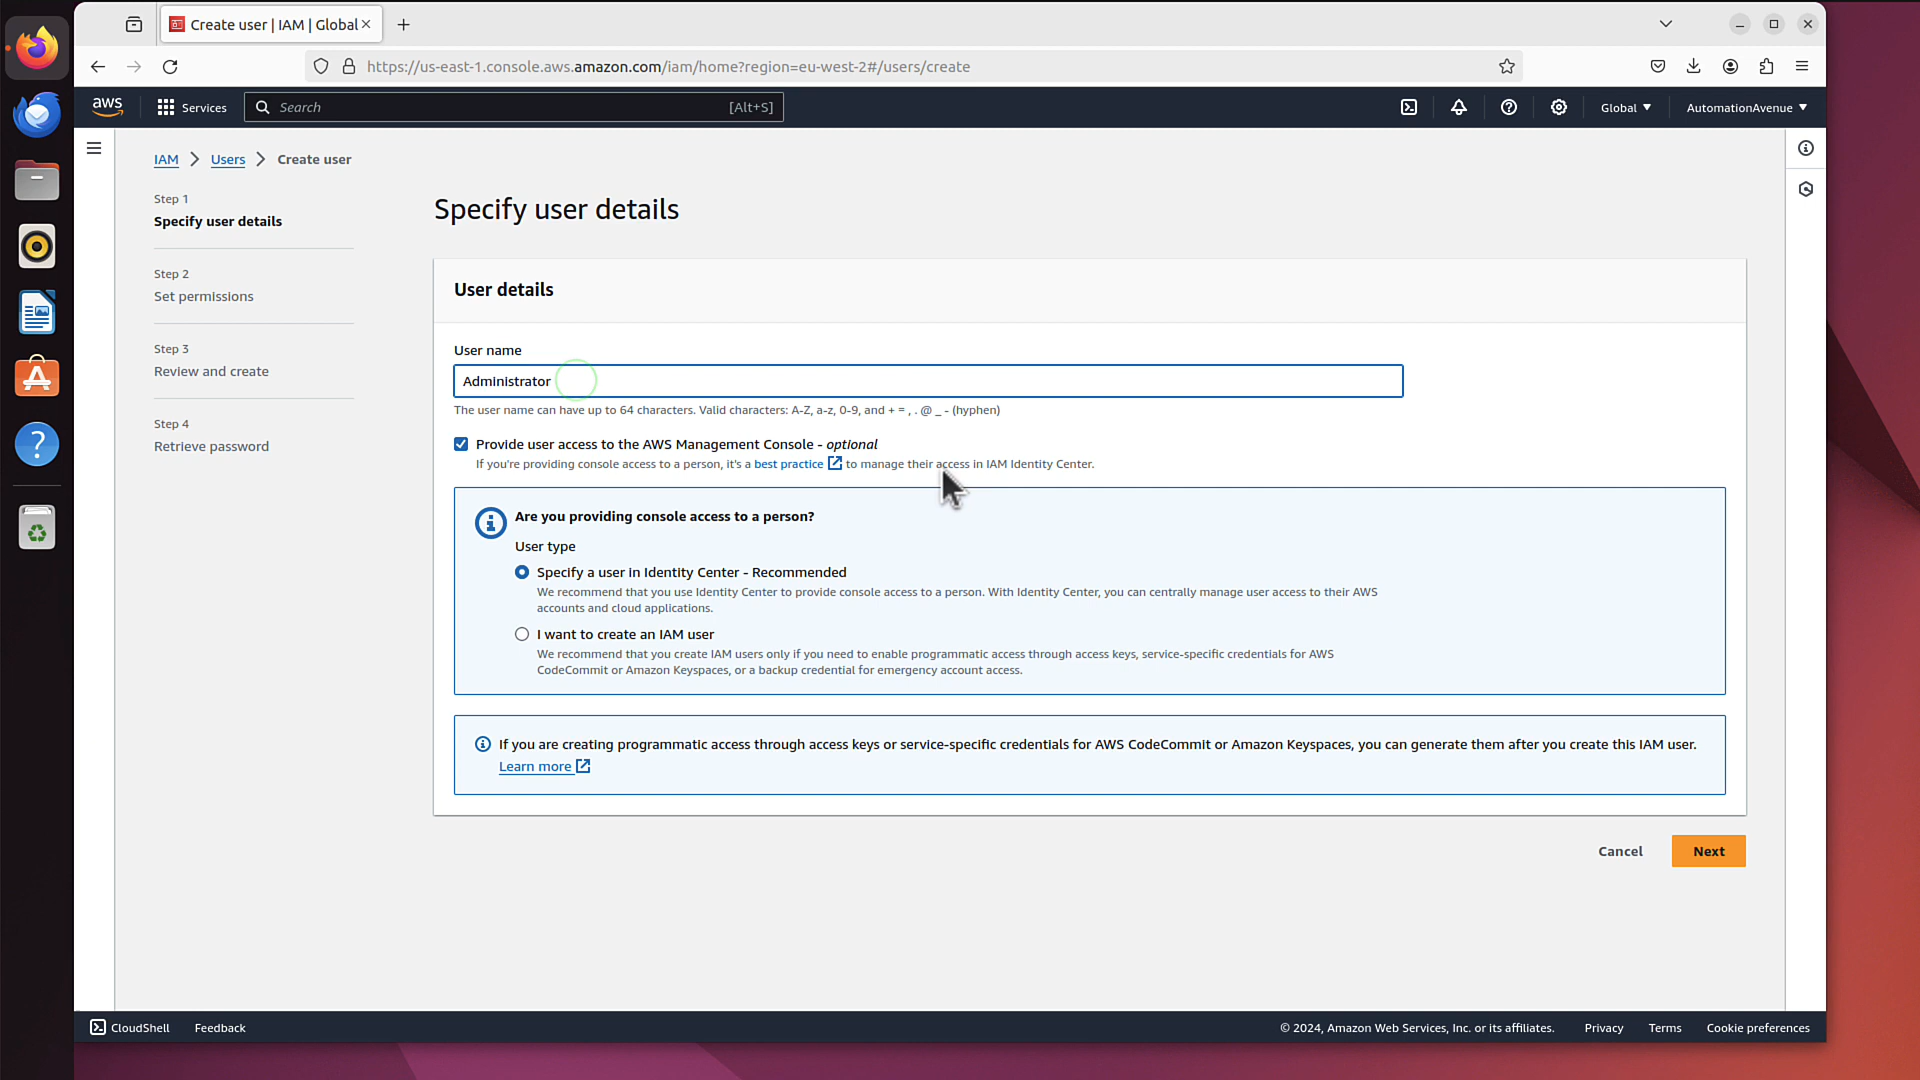 Create user | IAM | Global
https://us-east-1.console.aws.amazon.com/iam/home?region=eu-west-2#/users/create
aws
Services
Search
[Alt+S]
Global
AutomationAvenue
IAM
Users
Create user
Step 1
Specify user details
Step 2
Set permissions
Step 3
Review and create
Step 4
Retrieve password
Specify user details
User details
User name
Administrator
The user name can have up to 64 characters. Valid characters: A-Z, a-z, 0-9, and + = , . @ _ - (hyphen)
Provide user access to the AWS Management Console - optional
If you're providing console access to a person, it's a best practice to manage their access in IAM Identity Center.
Are you providing console access to a person?
User type
Specify a user in Identity Center - Recommended
We recommend that you use Identity Center to provide console access to a person. With Identity Center, you can centrally manage user access to their AWS
accounts and cloud applications.
I want to create an IAM user
We recommend that you create IAM users only if you need to enable programmatic access through access keys, service-specific credentials for AWS
CodeCommit or Amazon Keyspaces, or a backup credential for emergency account access.
If you are creating programmatic access through access keys or service-specific credentials for AWS CodeCommit or Amazon Keyspaces, you can generate them after you create this IAM user.
Learn more
Cancel
Next
CloudShell
Feedback
© 2024, Amazon Web Services, Inc. or its affiliates.
Privacy
Terms
Cookie preferences